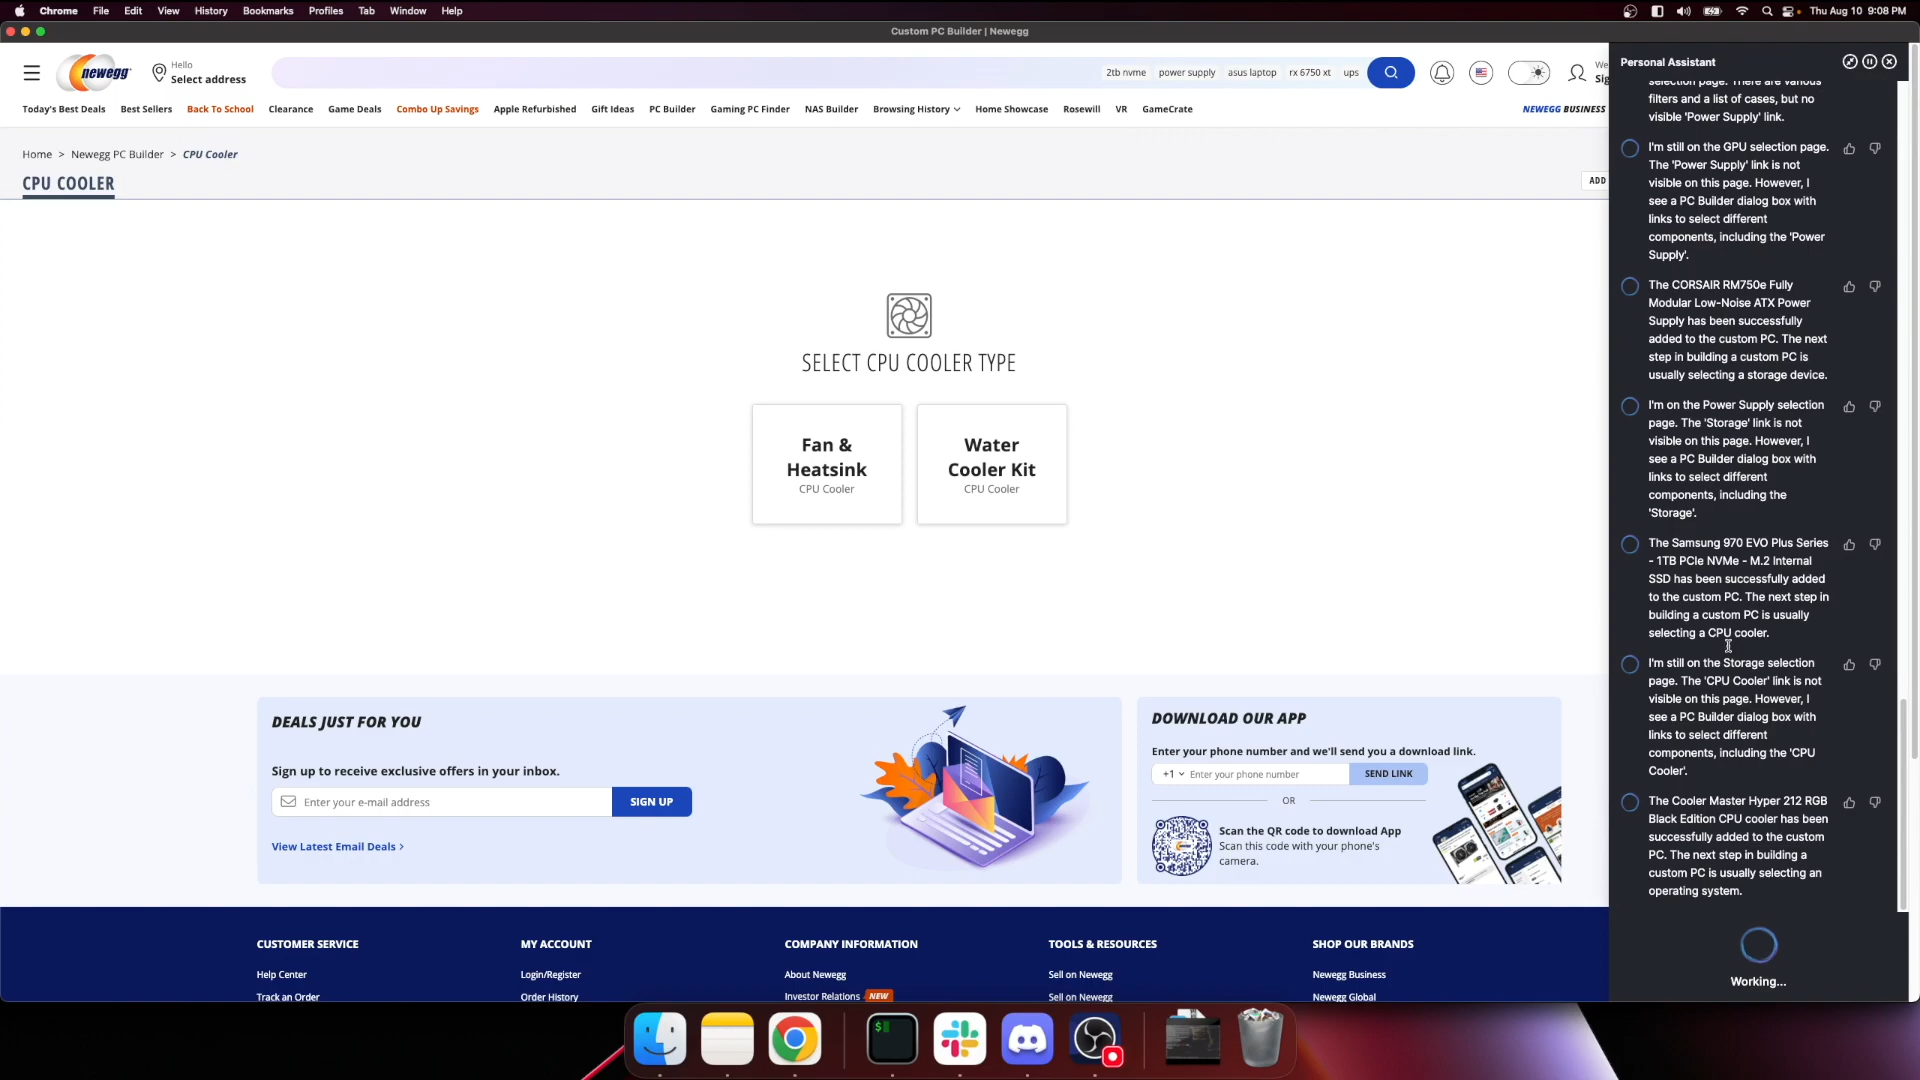 Chrome File Edit View History Bookmarks Profiles Tab Window Help
Thu Aug 10 9:08 PM
Custom PC Builder | Newegg
newegg
Hello
Select address
2tb nvme power supply asus laptop rx 6750 xt ups
We
Sig
Today's Best Deals Best Sellers Back To School Clearance Game Deals Combo Up Savings Apple Refurbished Gift Ideas PC Builder Gaming PC Finder NAS Builder Browsing History Home Showcase Rosewill VR GameCrate
NEWEGG BUSINESS
Home > Newegg PC Builder > CPU Cooler
CPU COOLER
ADD
SELECT CPU COOLER TYPE
Fan &
Heatsink
CPU Cooler
Water
Cooler Kit
CPU Cooler
DEALS JUST FOR YOU
Sign up to receive exclusive offers in your inbox.
Enter your e-mail address
SIGN UP
View Latest Email Deals >
DOWNLOAD OUR APP
Enter your phone number and we'll send you a download link.
+1 Enter your phone number
SEND LINK
OR
Scan the QR code to download App
Scan this code with your phone's
camera.
CUSTOMER SERVICE
Help Center
Track an Order
MY ACCOUNT
Login/Register
Order History
COMPANY INFORMATION
About Newegg
Investor Relations NEW
TOOLS & RESOURCES
Sell on Newegg
Sell on Newegg
SHOP OUR BRANDS
Newegg Business
Newegg Global
Personal Assistant
selection page. There are various
filters and a list of cases, but no
visible 'Power Supply' link.
I'm still on the GPU selection page.
The 'Power Supply' link is not
visible on this page. However, I
see a PC Builder dialog box with
links to select different
components, including the 'Power
Supply'.
The CORSAIR RM750e Fully
Modular Low-Noise ATX Power
Supply has been successfully
added to the custom PC. The next
step in building a custom PC is
usually selecting a storage device.
I'm on the Power Supply selection
page. The 'Storage' link is not
visible on this page. However, I
see a PC Builder dialog box with
links to select different
components, including the
'Storage'.
The Samsung 970 EVO Plus Series
- 1TB PCIe NVMe - M.2 Internal
SSD has been successfully added
to the custom PC. The next step in
building a custom PC is usually
selecting a CPU cooler.
I'm still on the Storage selection
page. The 'CPU Cooler' link is not
visible on this page. However, I
see a PC Builder dialog box with
links to select different
components, including the 'CPU
Cooler'.
The Cooler Master Hyper 212 RGB
Black Edition CPU cooler has been
successfully added to the custom
PC. The next step in building a
custom PC is usually selecting an
operating system.
Working...